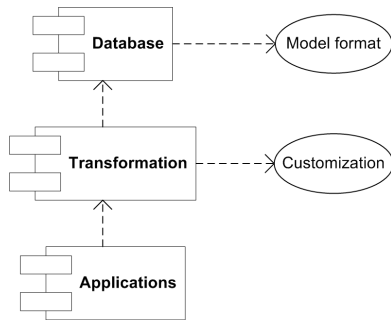 Database
Model format
Transformation
Customization
Applications